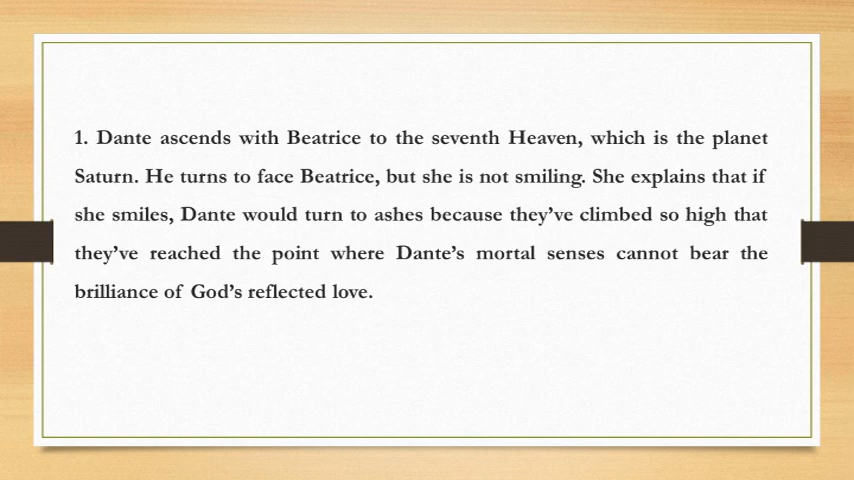 1. Dante ascends with Beatrice to the seventh Heaven, which is the planet
Saturn. He turns to face Beatrice, but she is not smiling. She explains that if
she smiles, Dante would turn to ashes because they’ve climbed so high that
they’ve reached the point where Dante’s mortal senses cannot bear the
brilliance of God’s reflected love.